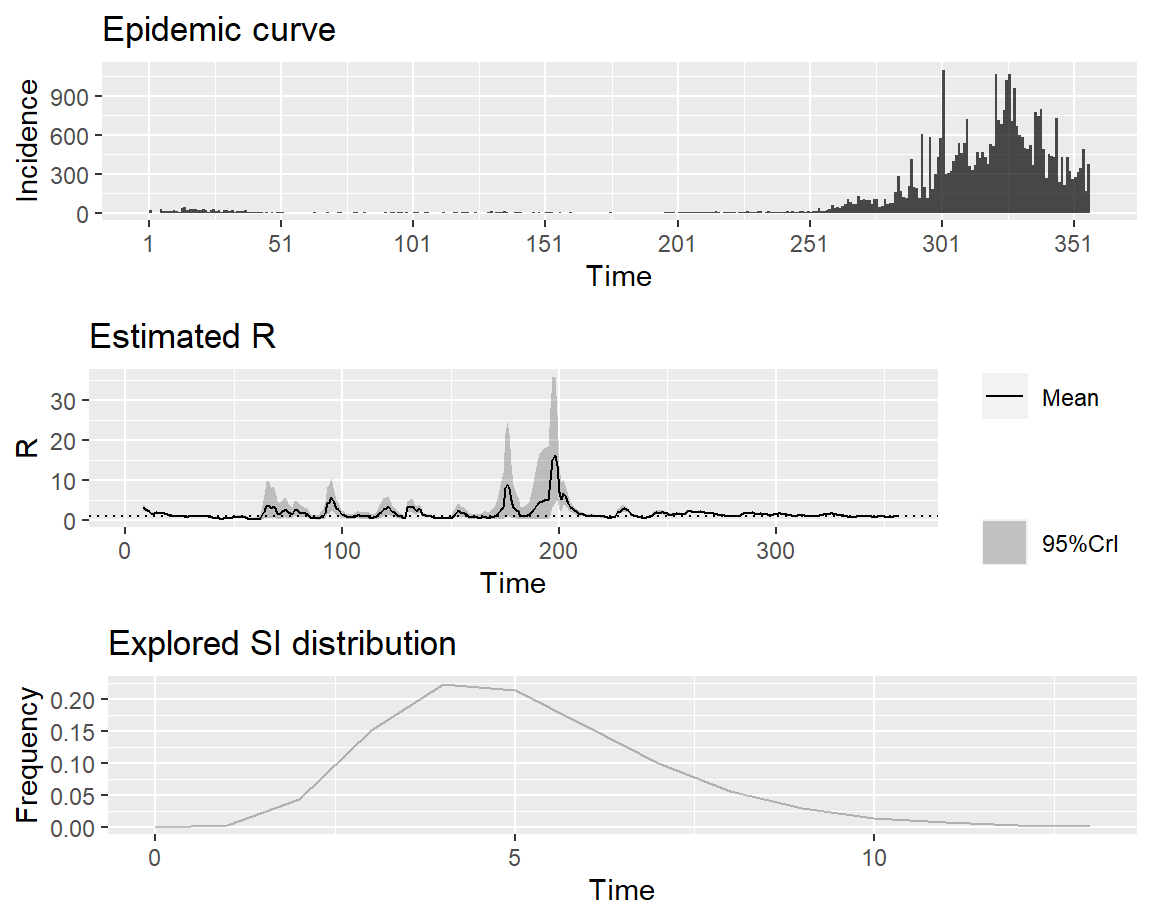 Epidemic curve
Incidence
900
600
300
0
1 51 101 151 201 251 301 351
Time
Estimated R
R
30
20
10
0
0 100 200 300
Time
Mean
95%CrI
Explored SI distribution
Frequency
0.20
0.15
0.10
0.05
0.00
0 5 10
Time